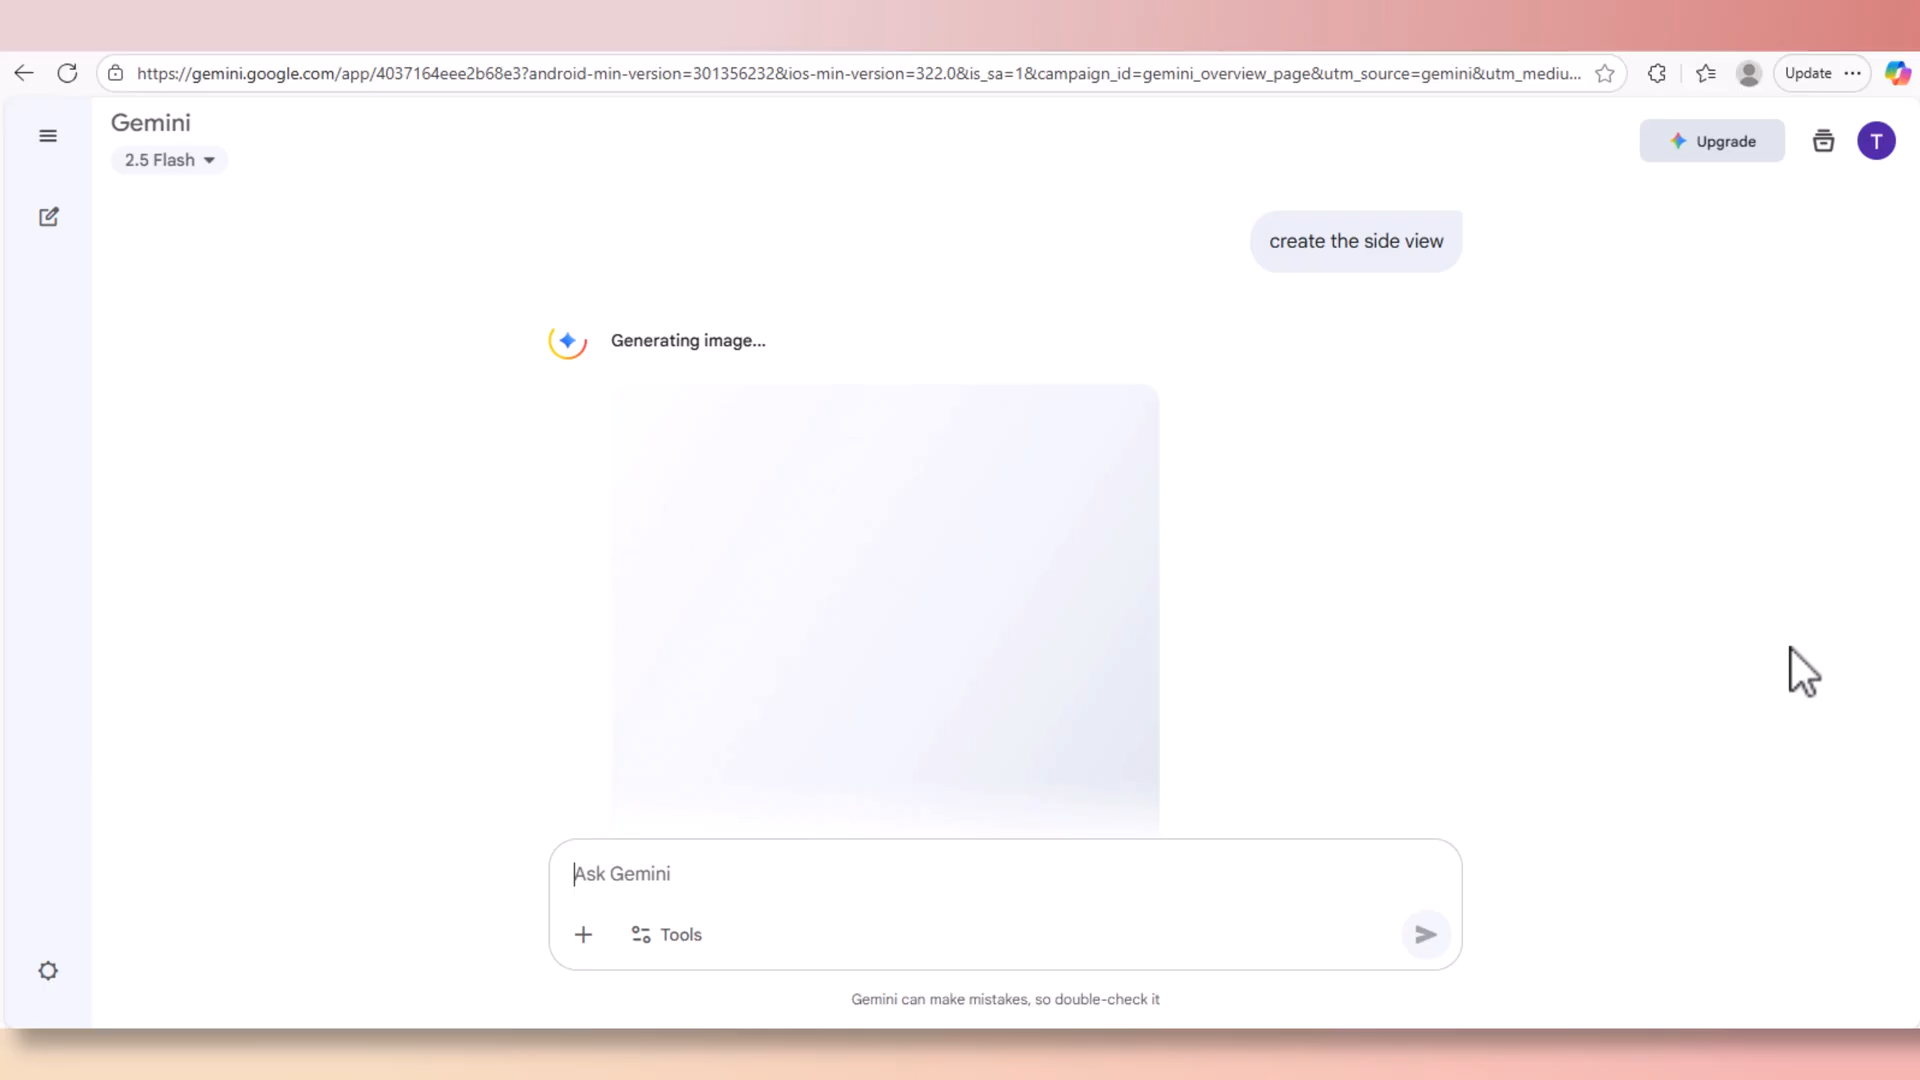 https://gemini.google.com/app/4037164eee2b68e3?android-min-version=301356232&ios-min-version=322.0&is_sa=1&campaign_id=gemini_overview_page&utm_source=gemini&utm_mediu...
Update
Gemini
2.5 Flash
Upgrade
T
create the side view
Generating image...
Ask Gemini
Tools
Gemini can make mistakes, so double-check it